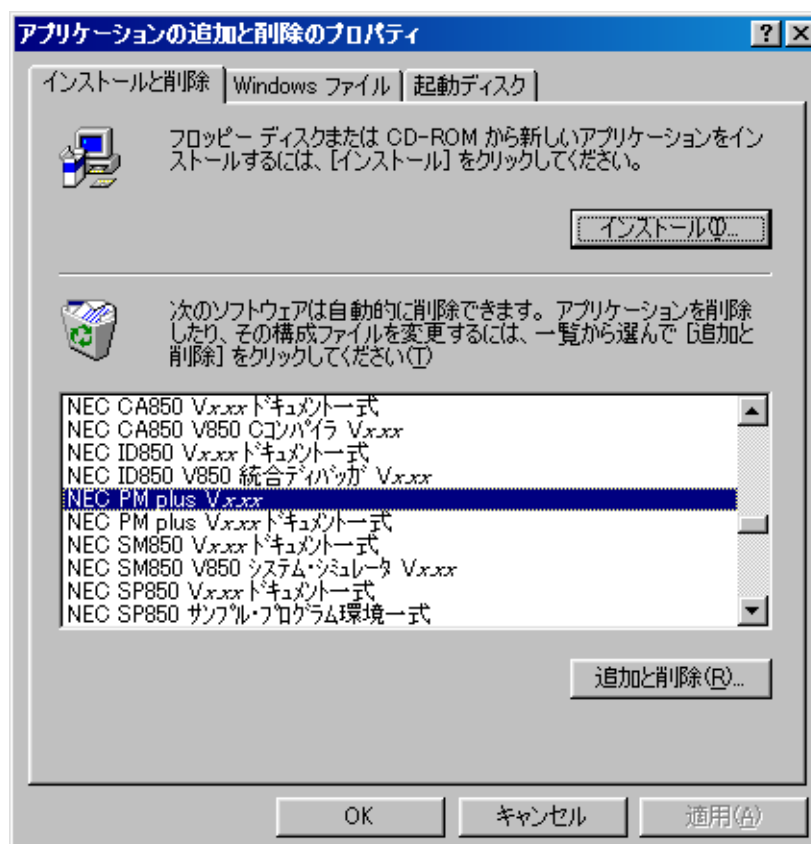 アプリケーションの追加と削除のプロパティ
インストールと削除 Windows ファイル 起動ディスク
フロッピー ディスクまたは CD-ROM から新しいアプリケーションをイン
ストールするには、[インストール] をクリックしてください。
インストール(I)...
次のソフトウェアは自動的に削除できます。アプリケーションを削除
したり、その構成ファイルを変更するには、一覧から選んで [追加と
削除] をクリックしてください(T)
NEC CA850 Vx.xx ドキュメント一式
NEC CA850 V850 Cコンパイラ Vx.xx
NEC ID850 Vx.xx ドキュメント一式
NEC ID850 V850 統合ディバッガ Vx.xx
NEC PM plus Vx.xx
NEC PM plus Vx.xx ドキュメント一式
NEC SM850 Vx.xx ドキュメント一式
NEC SM850 V850 システム・シミュレータ Vx.xx
NEC SP850 Vx.xx ドキュメント一式
NEC SP850 サンプル・プログラム環境一式
追加と削除(R)...
OK キャンセル 適用(A)